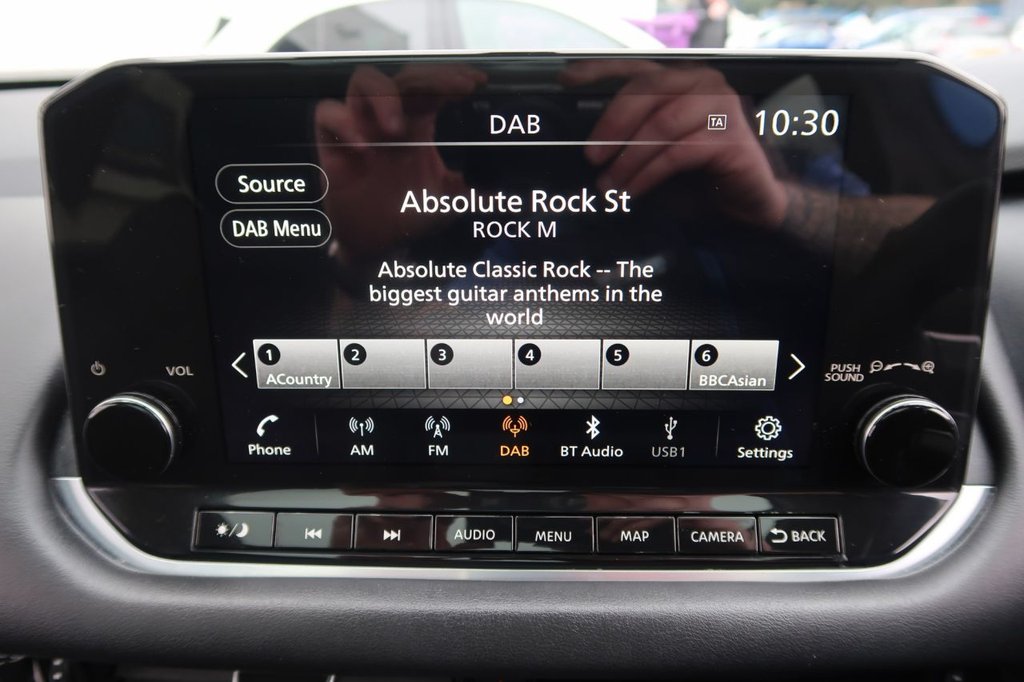 DAB
TA
10:30
Source
DAB Menu
Absolute Rock St
ROCK M
Absolute Classic Rock -- The
biggest guitar anthems in the
world
VOL
PUSH
SOUND
1
2
3
4
5
6
ACountry
BBCAsian
Phone
AM
FM
DAB
BT Audio
USB1
Settings
AUDIO
MENU
MAP
CAMERA
BACK